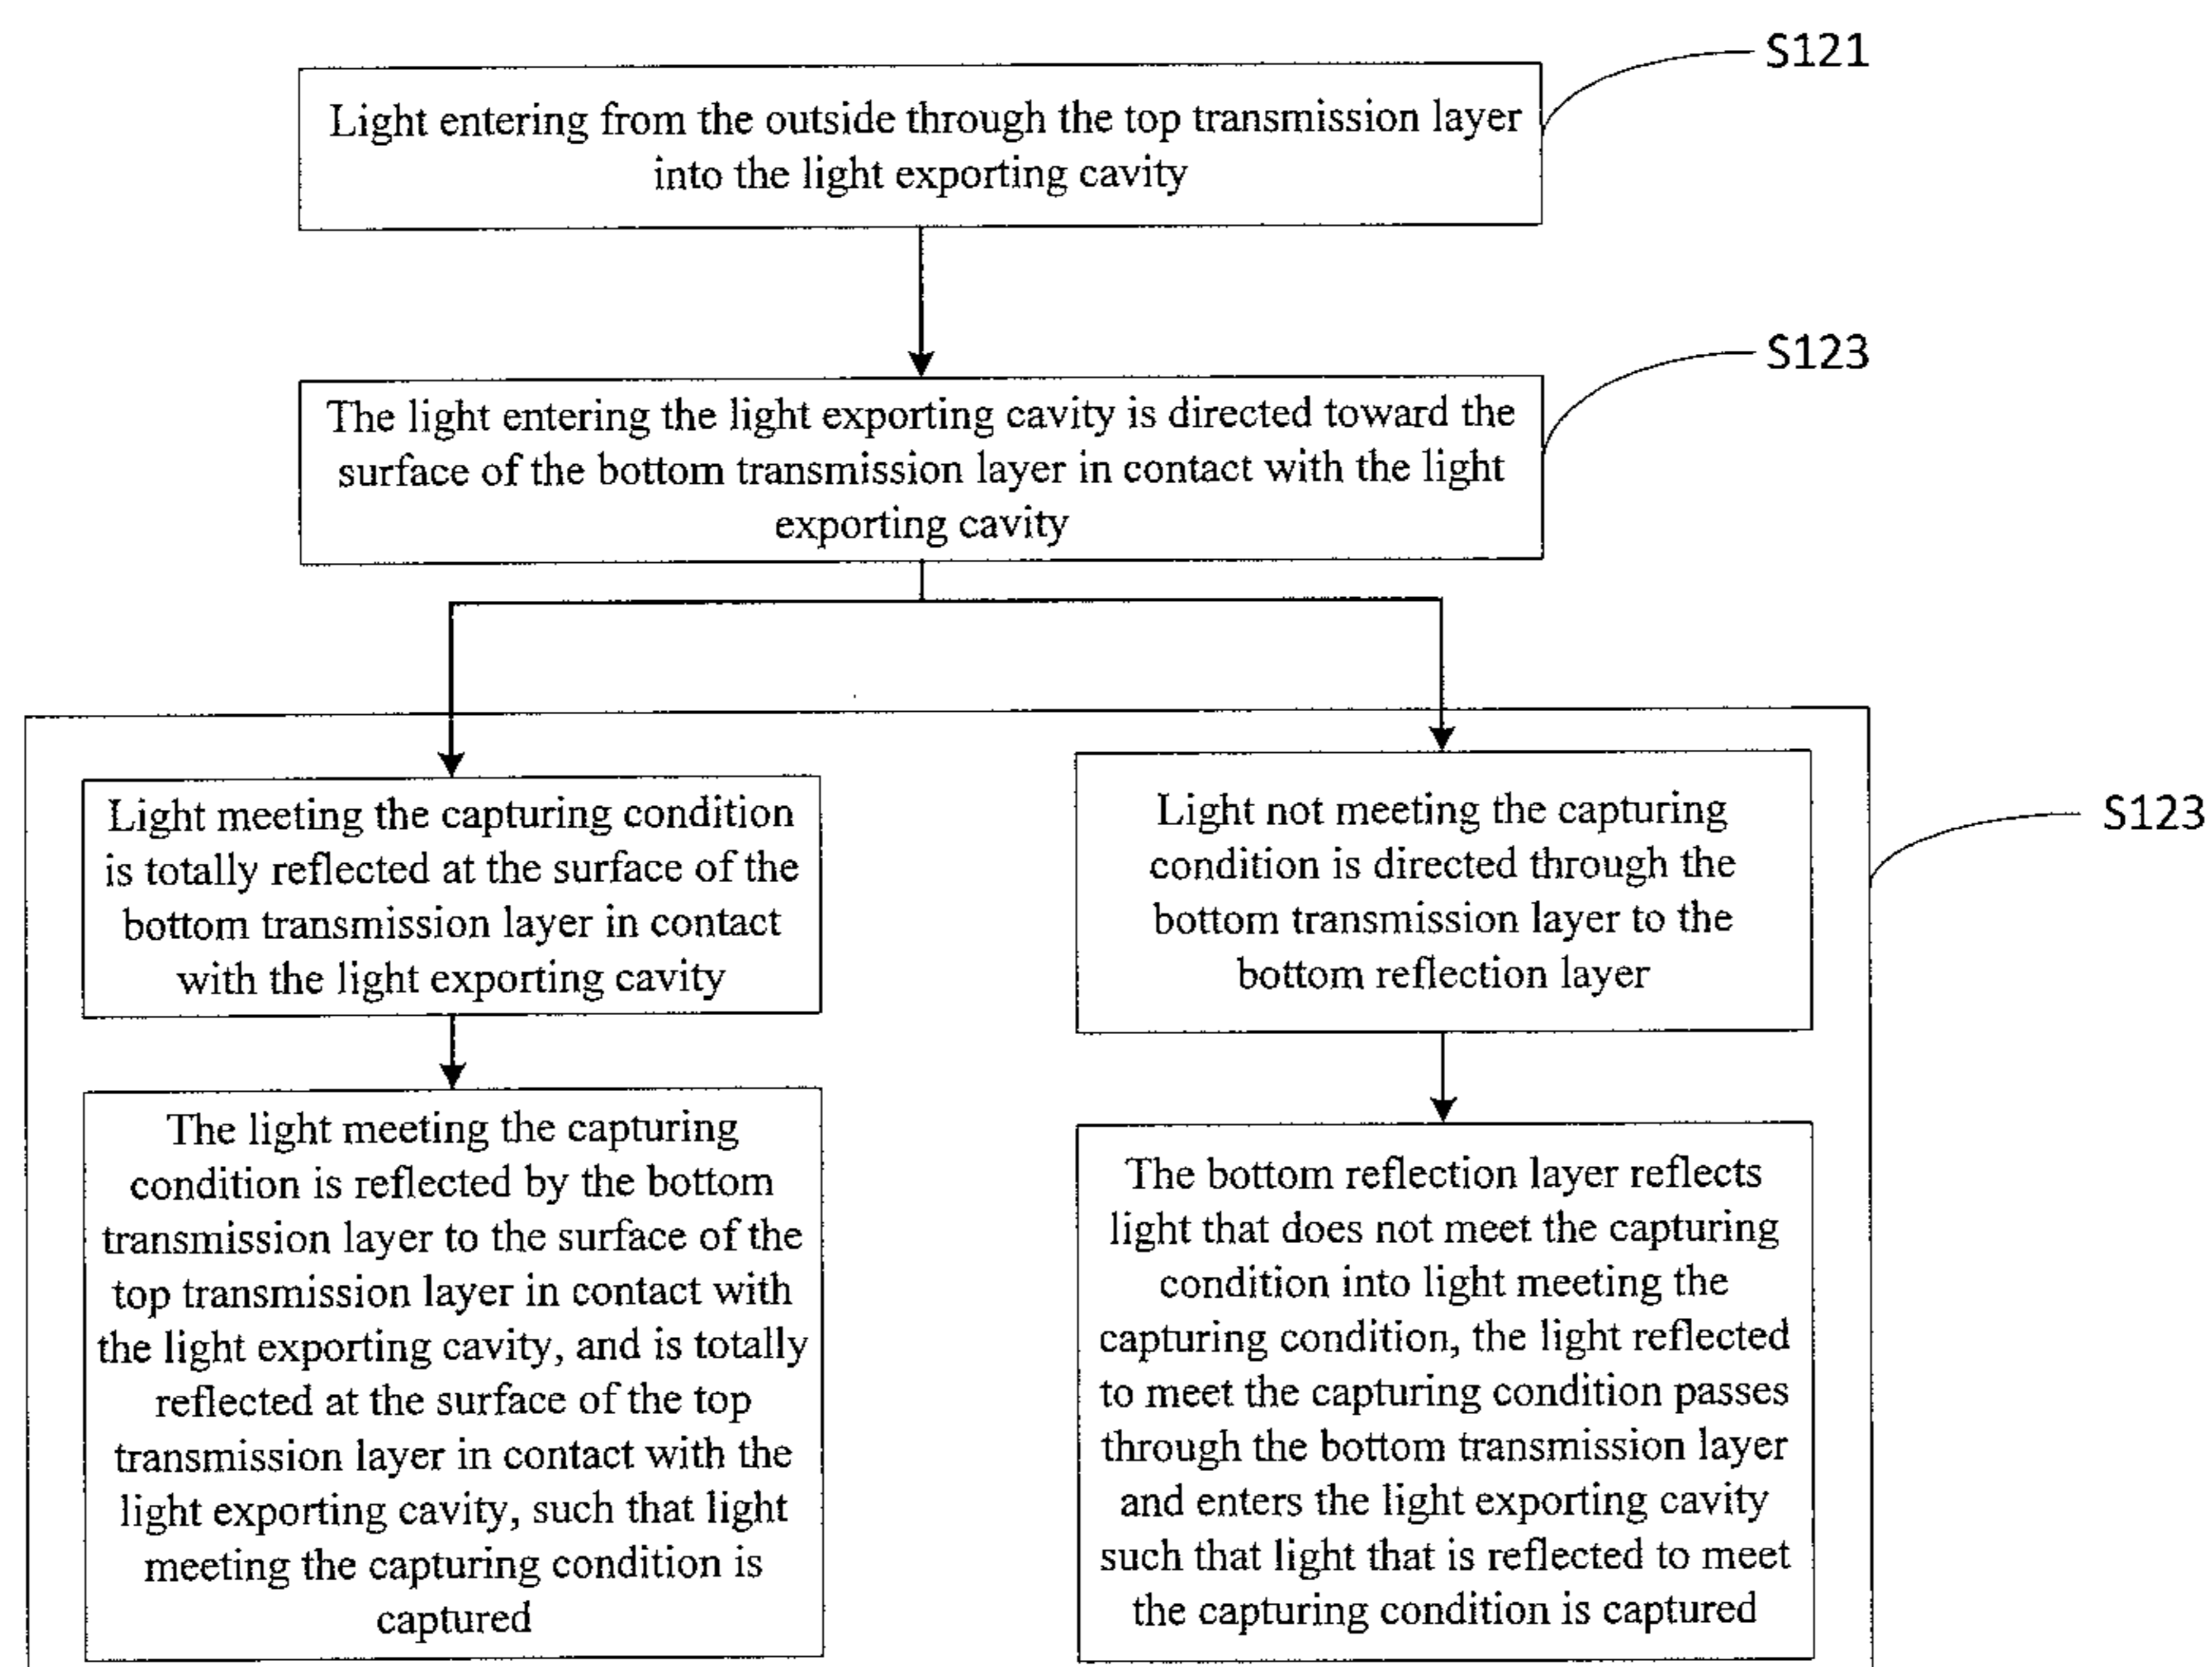 S121
Light entering from the outside through the top transmission layer
into the light exporting cavity
S123
The light entering the light exporting cavity is directed toward the
surface of the bottom transmission layer in contact with the light
exporting cavity
Light meeting the capturing condition
is totally reflected at the surface of the
bottom transmission layer in contact
with the light exporting cavity
Light not meeting the capturing
condition is directed through the
bottom transmission layer to the
bottom reflection layer
S123
The light meeting the capturing
condition is reflected by the bottom
transmission layer to the surface of the
top transmission layer in contact with
the light exporting cavity, and is totally
reflected at the surface of the top
transmission layer in contact with the
light exporting cavity, such that light
meeting the capturing condition is
captured
The bottom reflection layer reflects
light that does not meet the capturing
condition into light meeting the
capturing condition, the light reflected
to meet the capturing condition passes
through the bottom transmission layer
and enters the light exporting cavity
such that light that is reflected to meet
the capturing condition is captured